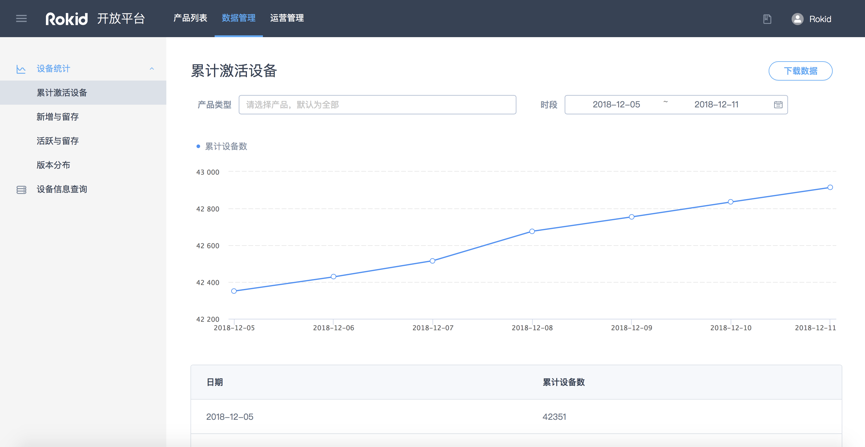 Rokid 开放平台 产品列表 数据管理 运营管理 Rokid
设备统计
累计激活设备
新增与留存
活跃与留存
版本分布
设备信息查询
累计激活设备 下载数据
产品类型 请选择产品，默认为全部 时段 2018-12-05 ~ 2018-12-11
累计设备数
43 000
42 800
42 600
42 400
42 200
2018-12-05 2018-12-06 2018-12-07 2018-12-08 2018-12-09 2018-12-10 2018-12-11
日期 累计设备数
2018-12-05 42351